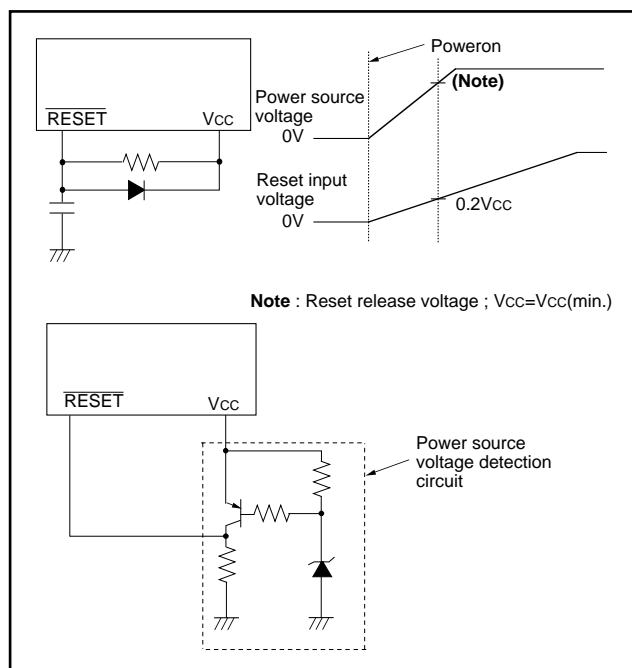 Poweron
RESET
VCC
Power source
voltage
0V
(Note)
Reset input
voltage
0V
0.2VCC
Note : Reset release voltage ; VCC=VCC(min.)
RESET
VCC
Power source
voltage detection
circuit